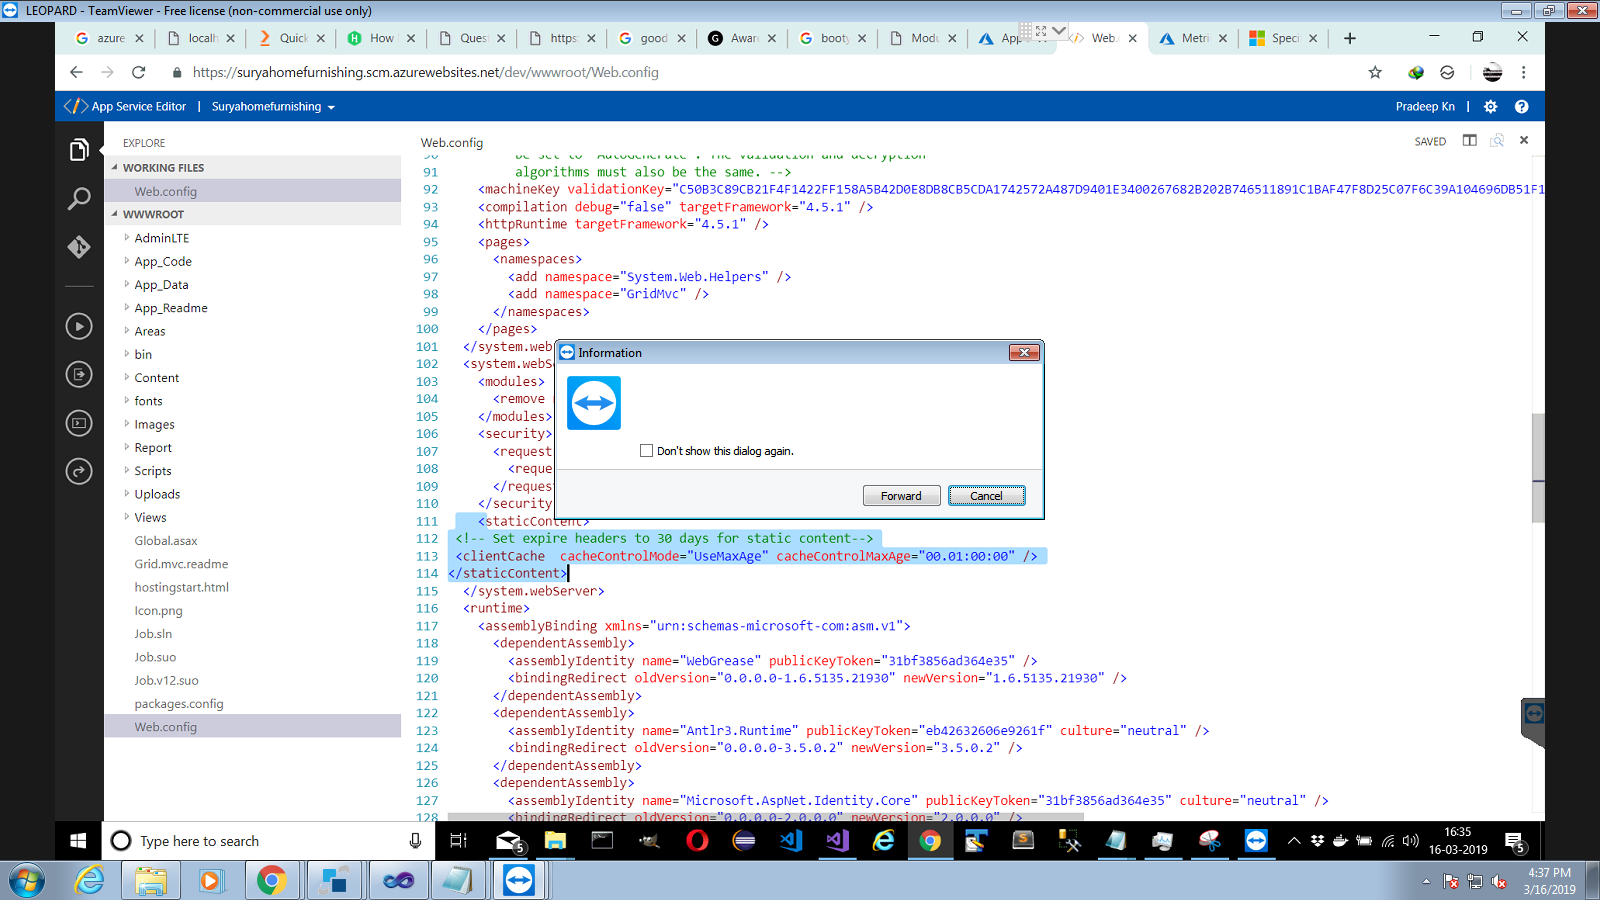 LEOPARD - TeamViewer - Free license (non-commercial use only)
azure
localh
Quick
How
Ques
https
good
Awar
booty
Modu
App
Web.
Metri
Speci
https://suryahomefurnishing.scm.azurewebsites.net/dev/wwwroot/Web.config
App Service Editor | Suryahomefurnishing
Pradeep Kn |
EXPLORE
WORKING FILES
Web.config
WWWROOT
AdminLTE
App_Code
App_Data
App_Readme
Areas
bin
Content
fonts
Images
Report
Scripts
Uploads
Views
Global.asax
Grid.mvc.readme
hostingstart.html
Icon.png
Job.sln
Job.suo
Job.v12.suo
packages.config
Web.config
Web.config
SAVED
90 be set to "AutoGenerate". The validation and decryption
91 algorithms must also be the same. -->
92 <machineKey validationKey="C50B3C89CB21F4F1422FF158A5B42D0E8DB8CB5CDA1742572A487D9401E3400267682B202B746511891C1BAF47F8D25C07F6C39A104696DB51F1
93 <compilation debug="false" targetFramework="4.5.1" />
94 <httpRuntime targetFramework="4.5.1" />
95 <pages>
96 <namespaces>
97 <add namespace="System.Web.Helpers" />
98 <add namespace="GridMvc" />
99 </namespaces>
100 </pages>
101 </system.web
102 <system.webS
103 <modules>
104 <remove
105 </modules>
106 <security>
107 <request
108 <reque
109 </reques
110 </security
111 <staticContent>
112 <!-- Set expire headers to 30 days for static content-->
113 <clientCache cacheControlMode="UseMaxAge" cacheControlMaxAge="00.01:00:00" />
114 </staticContent>
115 </system.webServer>
116 <runtime>
117 <assemblyBinding xmlns="urn:schemas-microsoft-com:asm.v1">
118 <dependentAssembly>
119 <assemblyIdentity name="WebGrease" publicKeyToken="31bf3856ad364e35" />
120 <bindingRedirect oldVersion="0.0.0.0-1.6.5135.21930" newVersion="1.6.5135.21930" />
121 </dependentAssembly>
122 <dependentAssembly>
123 <assemblyIdentity name="Antlr3.Runtime" publicKeyToken="eb42632606e9261f" culture="neutral" />
124 <bindingRedirect oldVersion="0.0.0.0-3.5.0.2" newVersion="3.5.0.2" />
125 </dependentAssembly>
126 <dependentAssembly>
127 <assemblyIdentity name="Microsoft.AspNet.Identity.Core" publicKeyToken="31bf3856ad364e35" culture="neutral" />
128 <bindingRedirect oldVersion="0.0.0.0-2.0.0.0" newVersion="2.0.0.0" />
Information
Don't show this dialog again.
Forward
Cancel
Type here to search
5
16:35
16-03-2019
5
4:37 PM
3/16/2019